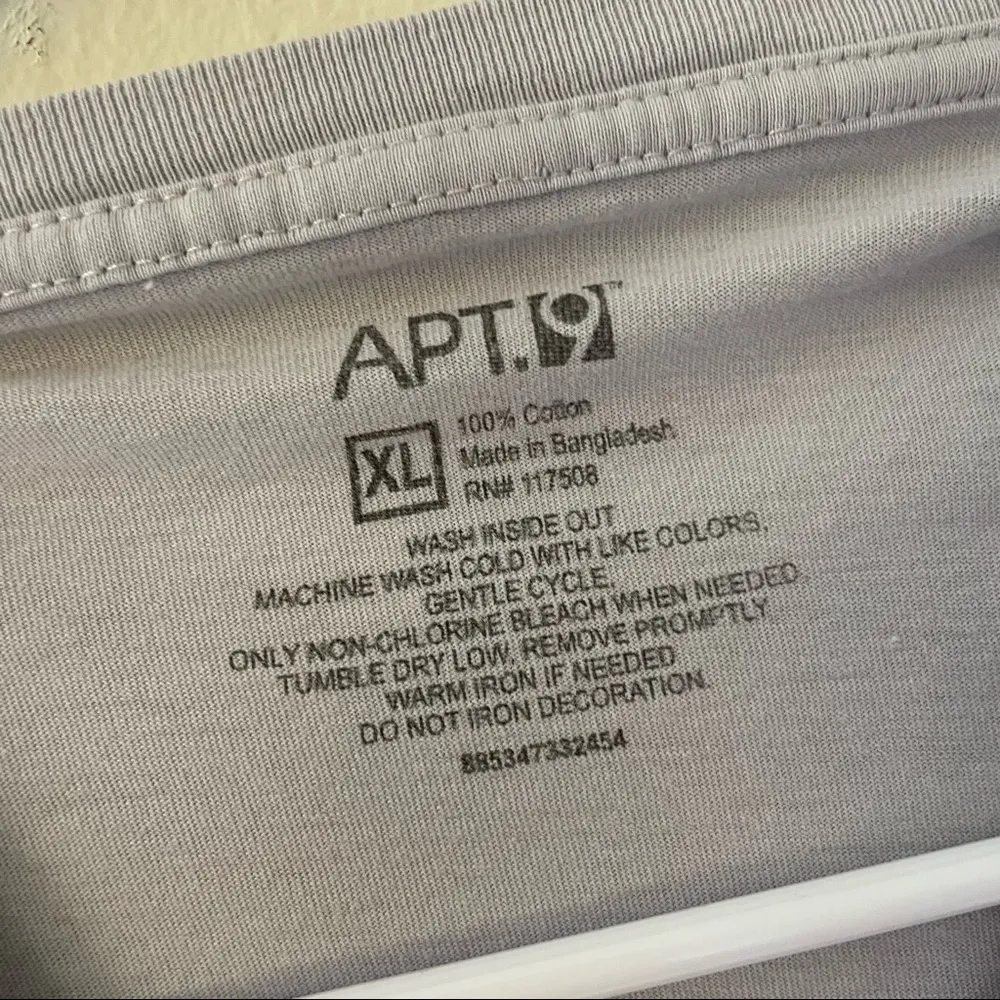 APT.9™
XL
100% Cotton
Made in Bangladesh
RN# 117508
WASH INSIDE OUT
MACHINE WASH COLD WITH LIKE COLORS,
GENTLE CYCLE,
ONLY NON-CHLORINE BLEACH WHEN NEEDED.
TUMBLE DRY LOW, REMOVE PROMPTLY.
WARM IRON IF NEEDED
DO NOT IRON DECORATION.
885347332454